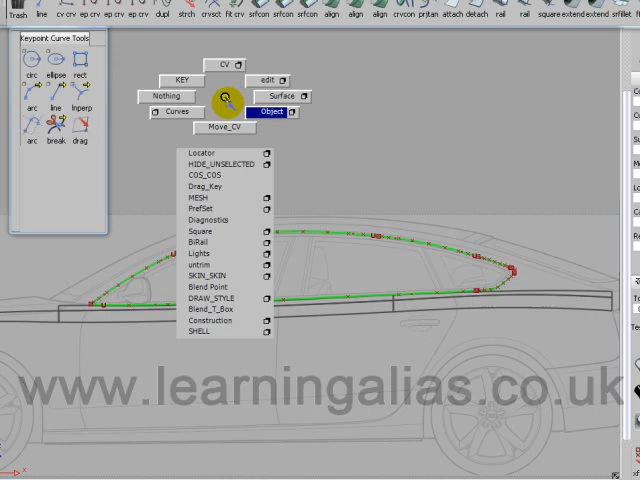 Trash line cv crv ep crv ep crv ep crv dupl strch crvsct fit crv srfcon srfcon srfcon align align align crvcon prjtan attach detach rail rail square extend extend srfillet
Keypoint Curve Tools
circ ellipse rect
arc line lnperp
arc break drag
CV
KEY edit
Nothing Surface
Curves Object
Move_CV
Locator
HIDE_UNSELECTED
COS_COS
Drag_Key
MESH
PrefSet
Diagnostics
Square
BiRail
Lights
untrim
SKIN_SKIN
Blend Point
DRAW_STYLE
Blend_T_Box
Construction
SHELL
www.learningalias.co.uk
x